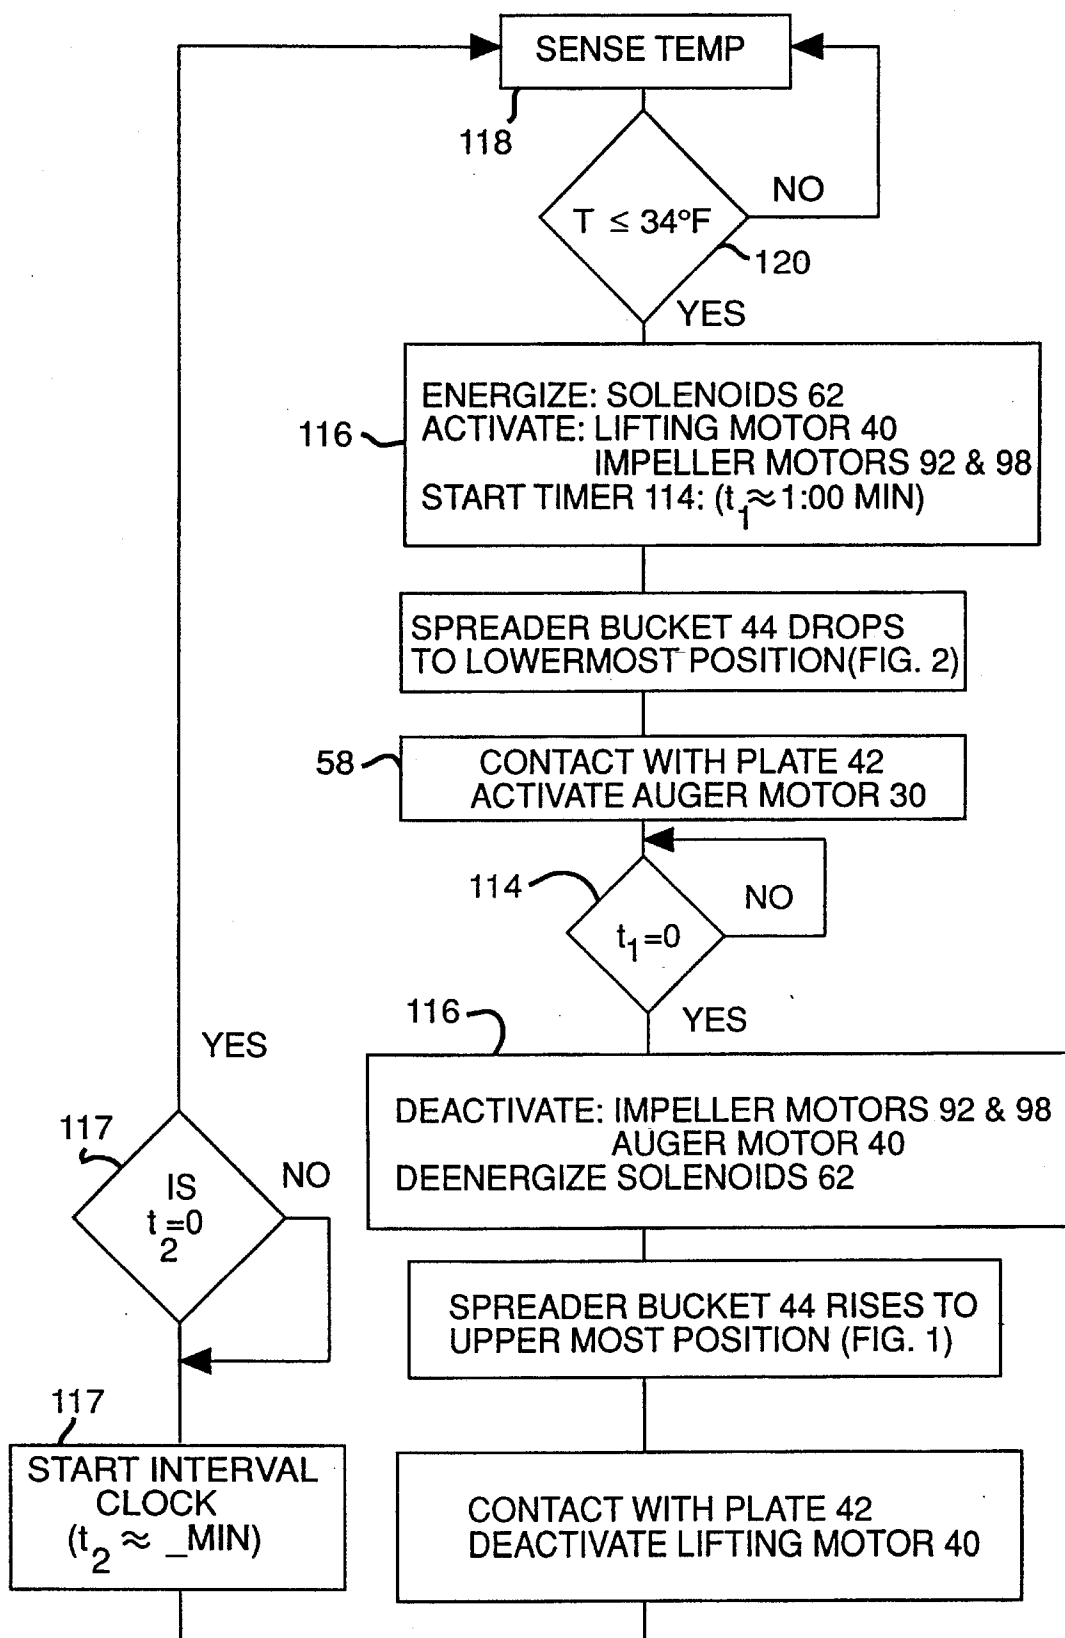 SENSE TEMP
118
T ≤ 34°F
NO
120
YES
116
ENERGIZE: SOLENOIDS 62
ACTIVATE: LIFTING MOTOR 40
IMPELLER MOTORS 92 & 98
START TIMER 114: (t1≈1:00 MIN)
SPREADER BUCKET 44 DROPS
TO LOWERMOST POSITION(FIG. 2)
58
CONTACT WITH PLATE 42
ACTIVATE AUGER MOTOR 30
114
t1=0
NO
YES
116
DEACTIVATE: IMPELLER MOTORS 92 & 98
AUGER MOTOR 40
DEENERGIZE SOLENOIDS 62
SPREADER BUCKET 44 RISES TO
UPPER MOST POSITION (FIG. 1)
CONTACT WITH PLATE 42
DEACTIVATE LIFTING MOTOR 40
YES
117
IS
t2=0
NO
117
START INTERVAL
CLOCK
(t2 ≈ _MIN)